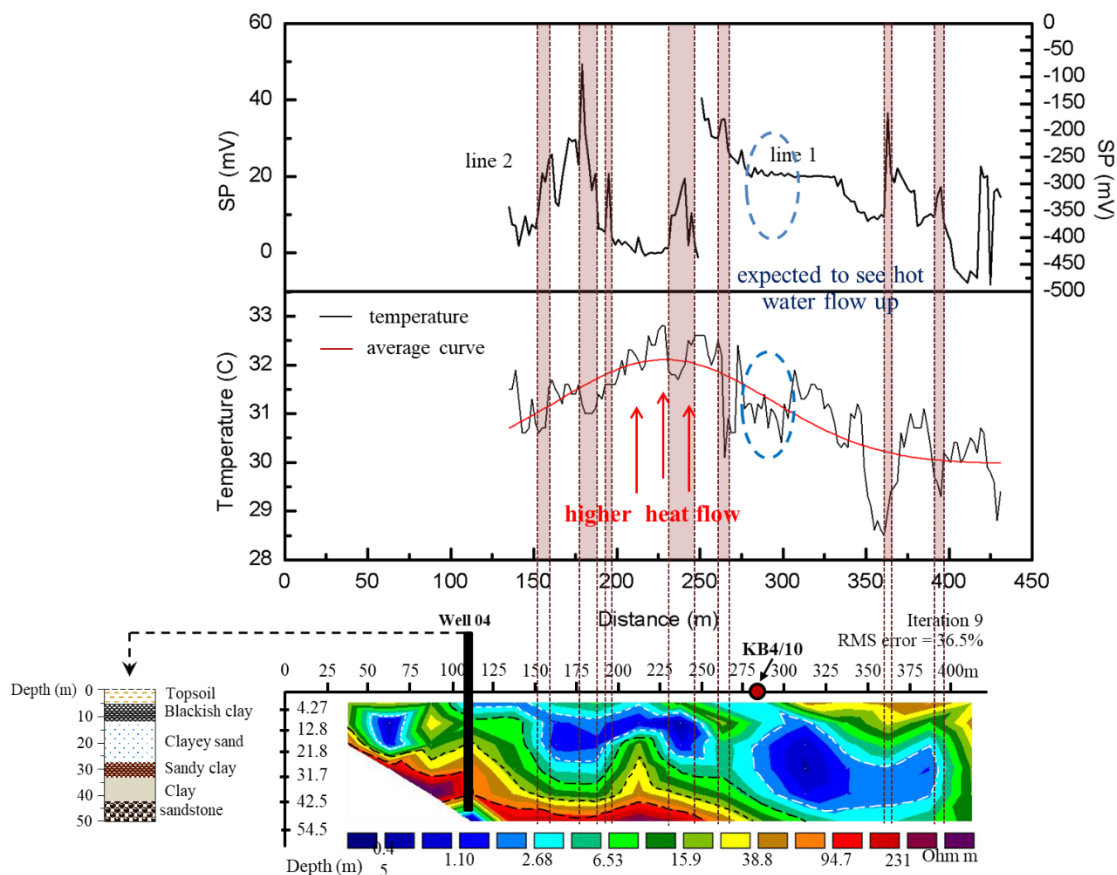 60
40
20
0
SP (mV)
line 2
line 1
0
-50
-100
-150
-200
-250
-300
-350
-400
-450
-500
SP (mV)
expected to see hot
water flow up
33
32
31
30
29
28
Temperature (C)
temperature
average curve
higher heat flow
0
50
100
150
200
250
300
350
400
450
Distance (m)
Well 04
Iteration 9
RMS error = 36.5%
KB4/10
0 25 50 75 100 125 150 175 200 225 250 275 300 325 350 375 400m
Depth (m)
0
10
20
30
40
50
Topsoil
Blackish clay
Clayey sand
Sandy clay
Clay
sandstone
4.27
12.8
21.8
31.7
42.5
54.5
Depth (m)
0.4
5
1.10
2.68
6.53
15.9
38.8
94.7
231
Ohm m